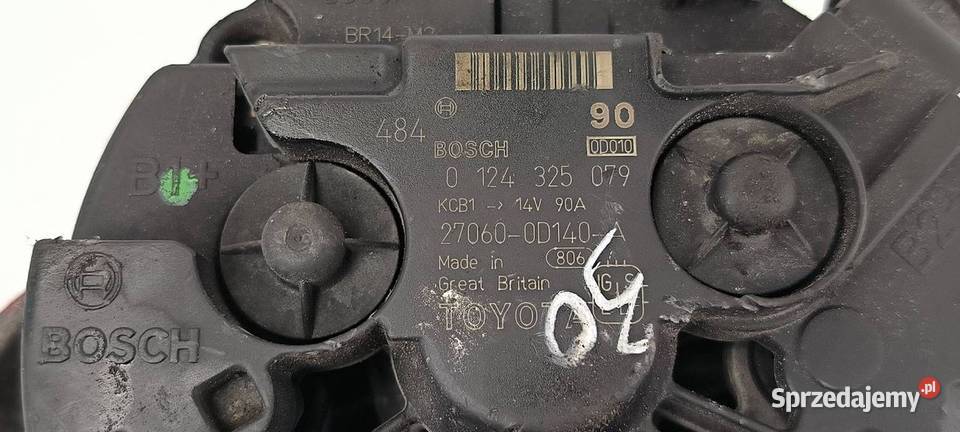 BR14-M2
484
90
BOSCH
0D010
0 124 325 079
KCB1 -> 14V 90A
27060-0D140-A
Made in 806
Great Britain
TOYOTA
B1+
BOSCH
Sprzedajemy.pl